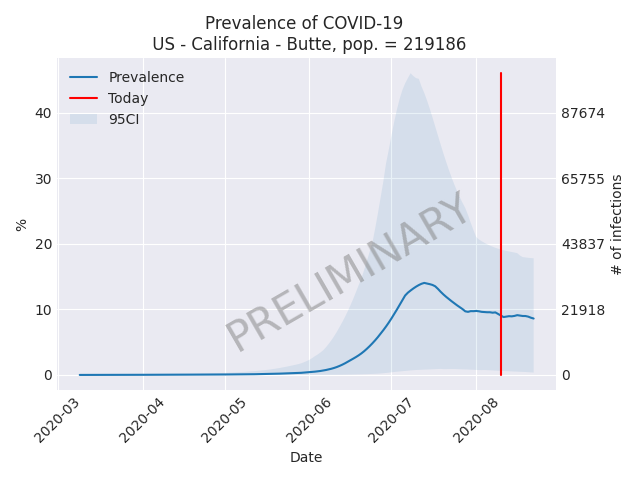 Prevalence of COVID-19
US - California - Butte, pop. = 219186
Prevalence
Today
95CI
PRELIMINARY
40
30
20
10
0
%
87674
65755
43837
21918
0
# of infections
2020-03
2020-04
2020-05
2020-06
2020-07
2020-08
Date